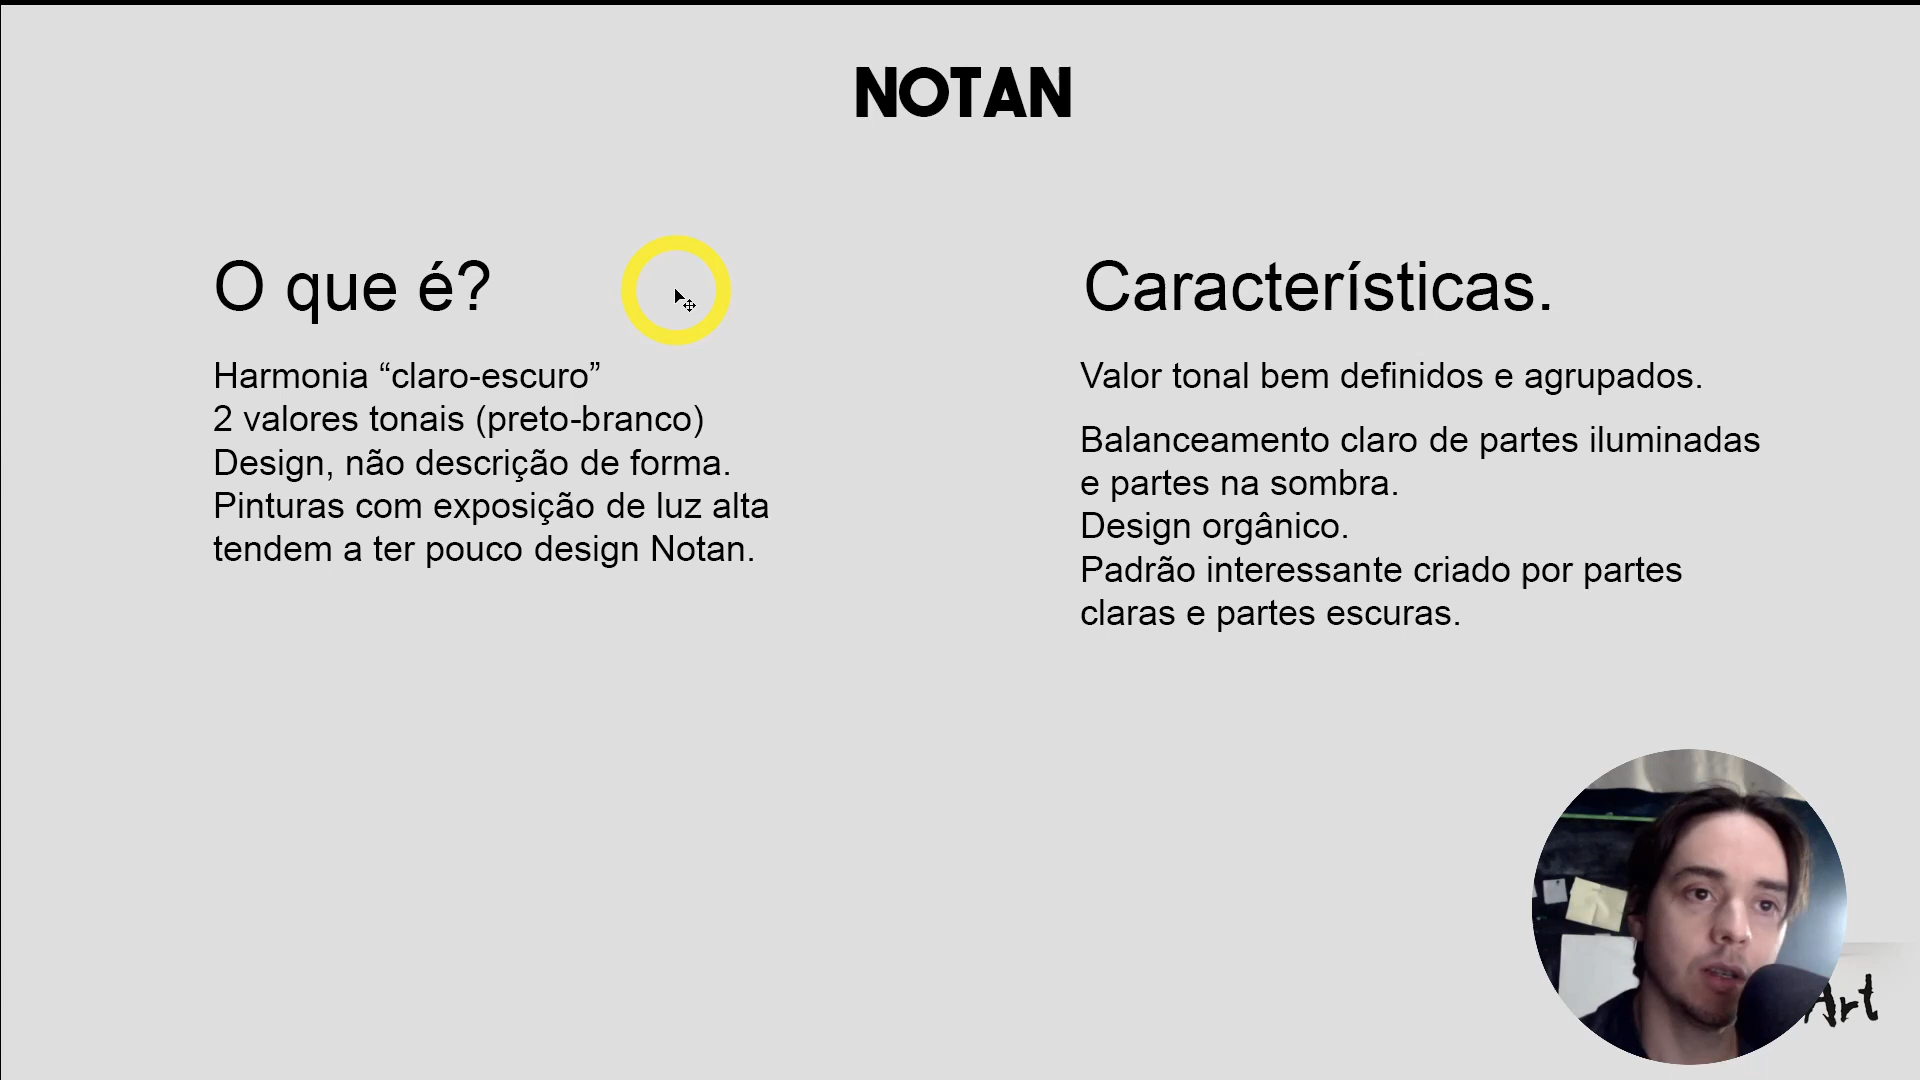 NOTAN
O que é?
Harmonia “claro-escuro”
2 valores tonais (preto-branco)
Design, não descrição de forma.
Pinturas com exposição de luz alta
tendem a ter pouco design Notan.
Características.
Valor tonal bem definidos e agrupados.
Balanceamento claro de partes iluminadas
e partes na sombra.
Design orgânico.
Padrão interessante criado por partes
claras e partes escuras.
Art